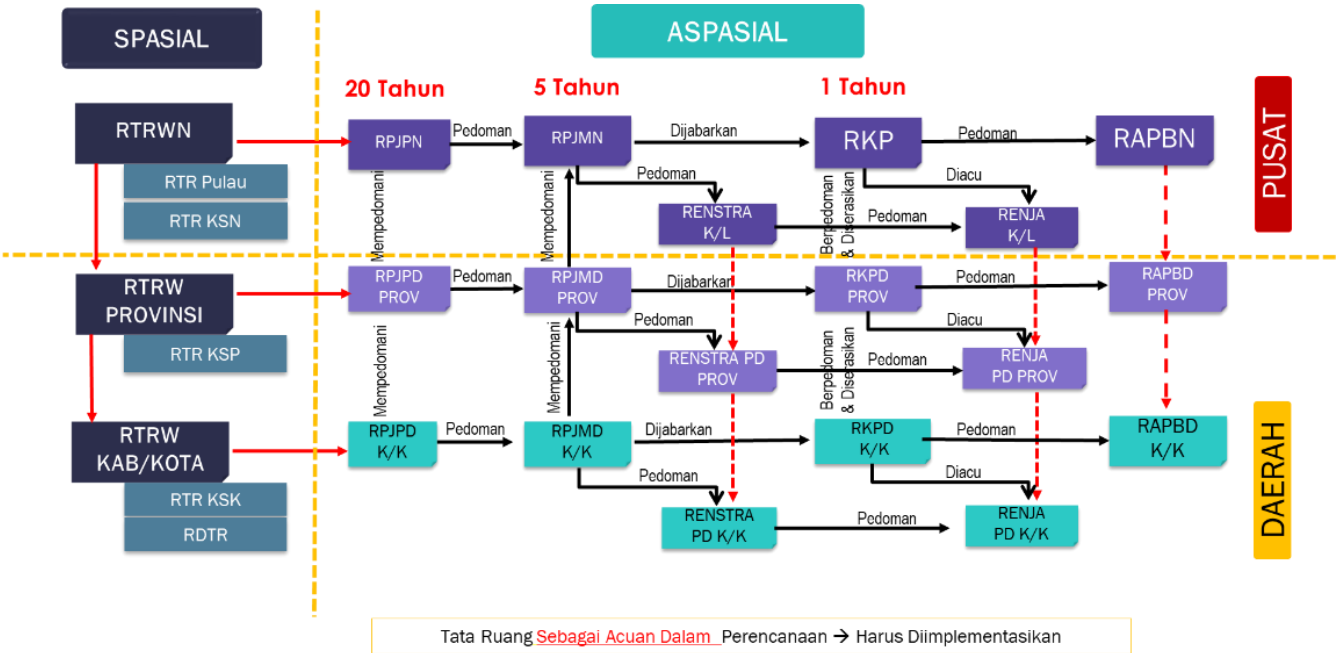 SPASIAL
ASPASIAL
20 Tahun
5 Tahun
1 Tahun
RTRWN
RTR Pulau
RTR KSN
RPJPN
Pedoman
RPJMN
Dijabarkan
RKP
Pedoman
RAPBN
PUSAT
Pedoman
Diacu
RENSTRA
K/L
Pedoman
RENJA
K/L
Mempedomani
Mempedomani
Berpedoman
& Diserasikan
RTRW
PROVINSI
RTR KSP
RPJPD
PROV
Pedoman
RPJMD
PROV
Dijabarkan
RKPD
PROV
Pedoman
RAPBD
PROV
Pedoman
Diacu
RENSTRA PD
PROV
Pedoman
RENJA
PD PROV
Mempedomani
Mempedomani
Berpedoman
& Diserasikan
RTRW
KAB/KOTA
RTR KSK
RDTR
RPJPD
K/K
Pedoman
RPJMD
K/K
Dijabarkan
RKPD
K/K
Pedoman
RAPBD
K/K
DAERAH
Pedoman
Diacu
RENSTRA
PD K/K
Pedoman
RENJA
PD K/K
Tata Ruang Sebagai Acuan Dalam Perencanaan → Harus Diimplementasikan